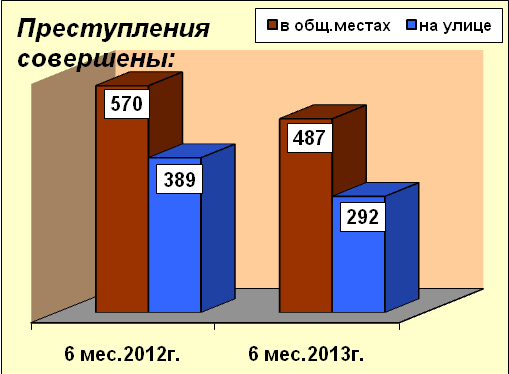 Преступления
совершены:
в общ.местах на улице
570
389
487
292
6 мес.2012г. 6 мес.2013г.